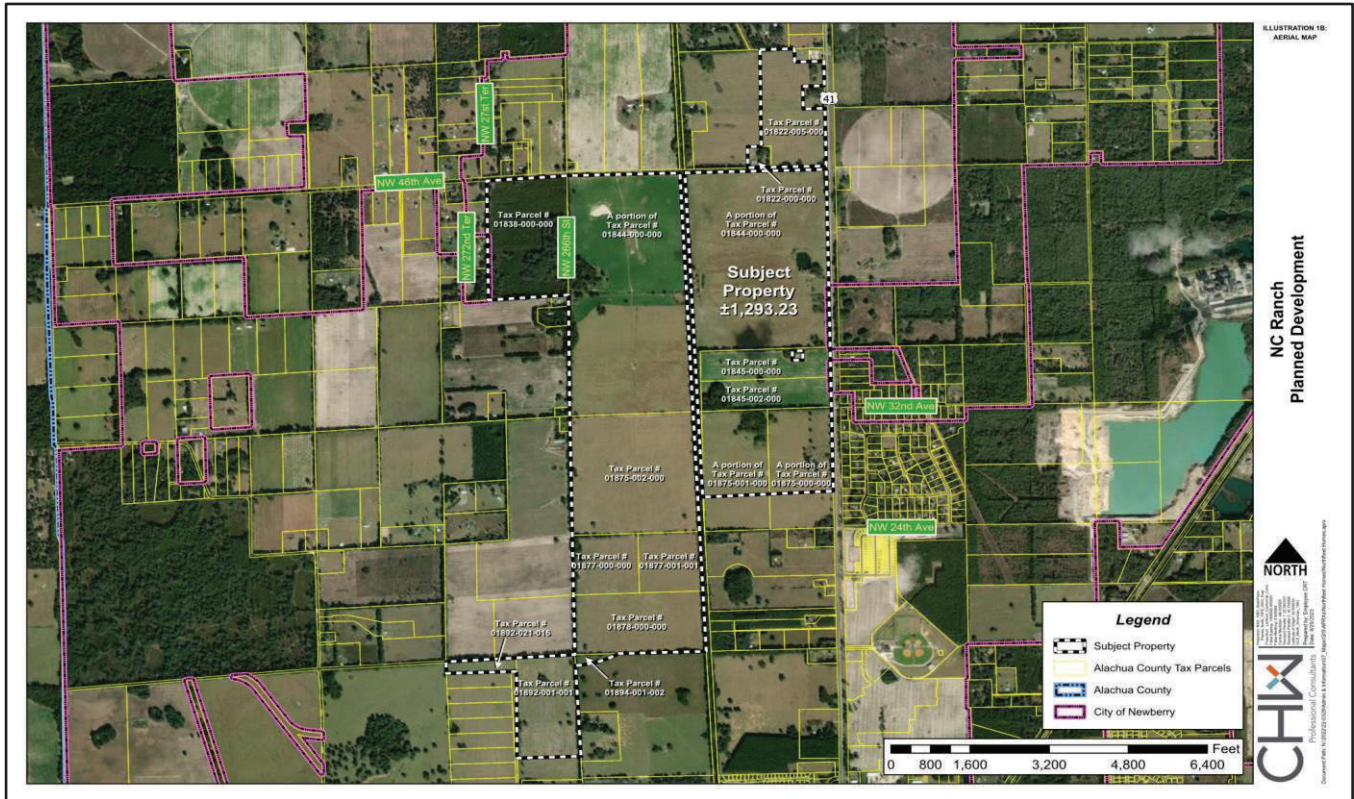 ILLUSTRATION 1B:
AERIAL MAP
NW 27st Ter
41
Tax Parcel #
01822-005-000
NW 46th Ave
Tax Parcel #
01822-000-000
NW 272nd Ter
Tax Parcel #
01838-000-000
NW 266th St
A portion of
Tax Parcel #
01844-000-000
A portion of
Tax Parcel #
01844-000-000
Subject
Property
±1,293.23
Tax Parcel #
01845-000-000
Tax Parcel #
01845-002-000
NW 32nd Ave
Tax Parcel #
01875-002-000
A portion of
Tax Parcel #
01875-001-000
A portion of
Tax Parcel #
01875-000-000
NW 24th Ave
Tax Parcel #
01877-000-000
Tax Parcel #
01877-001-001
Tax Parcel #
01878-000-000
Tax Parcel #
01892-021-016
Tax Parcel #
01892-001-001
Tax Parcel #
01894-001-002
Legend
Subject Property
Alachua County Tax Parcels
Alachua County
City of Newberry
Feet
0 800 1,600 3,200 4,800 6,400
NC Ranch
Planned Development
NORTH
CHW
Professional Consultants